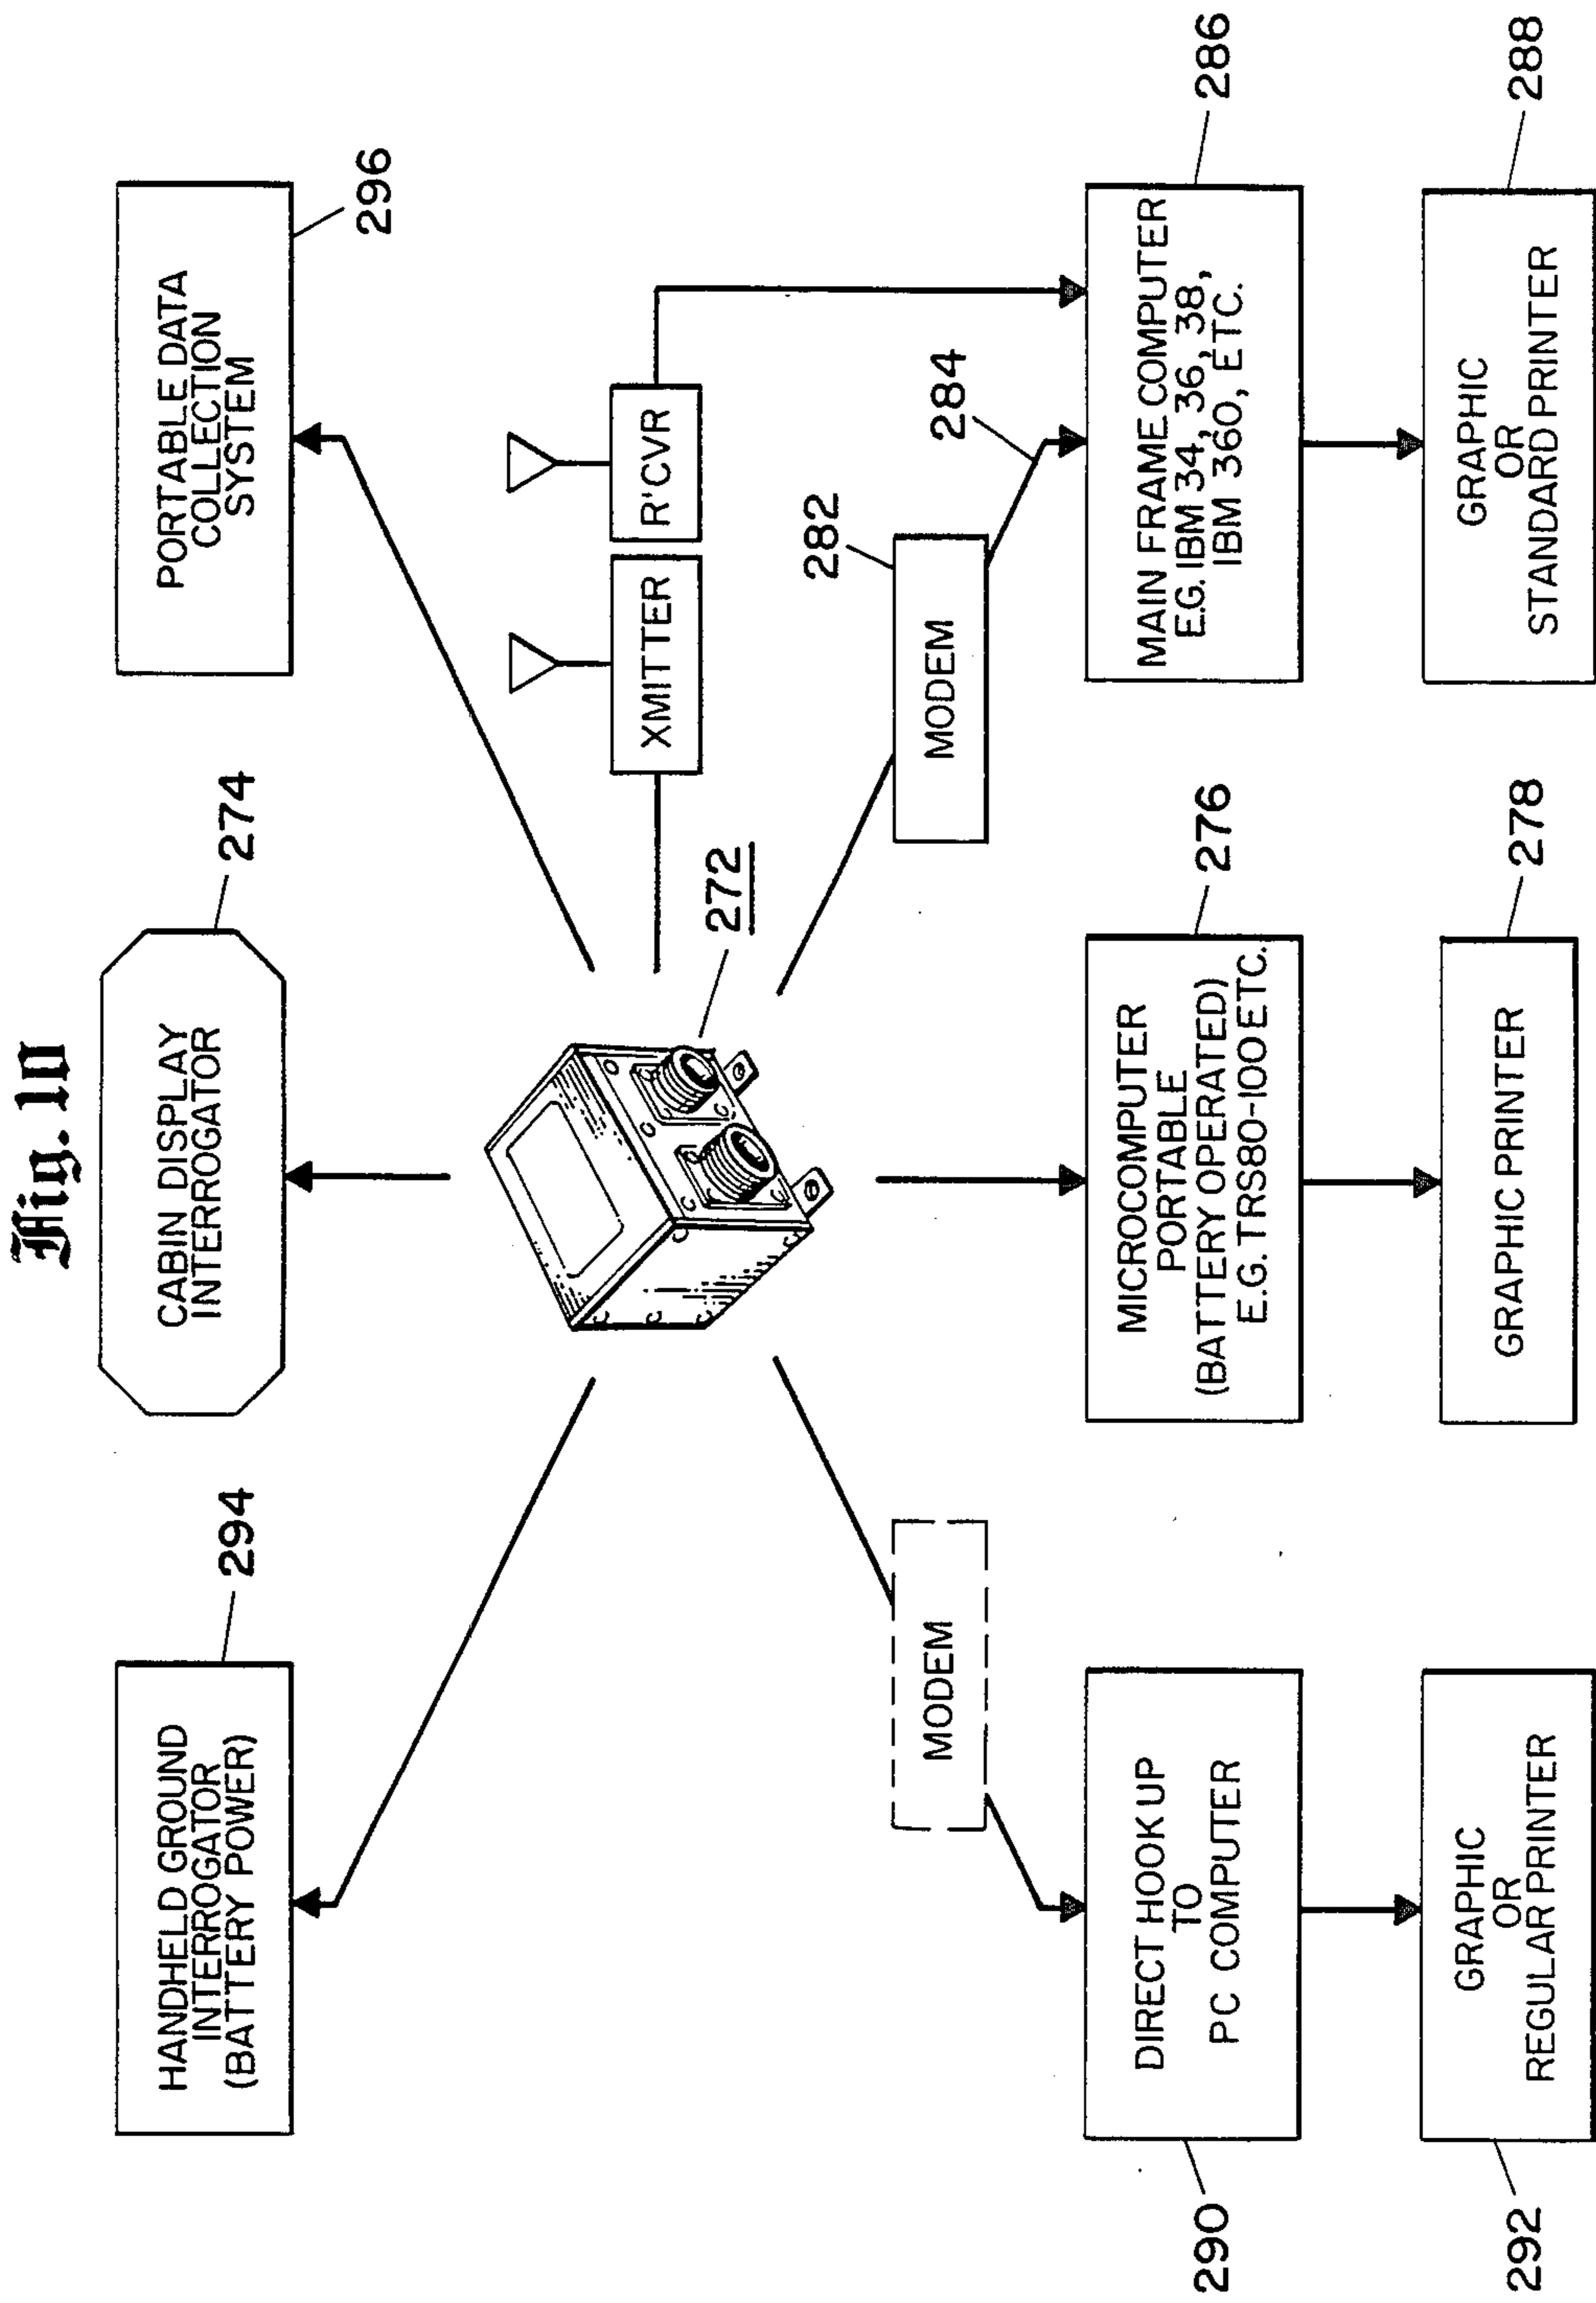 Fig. 10
HANDHELD GROUND
INTERROGATOR
(BATTERY POWER)
294
CABIN DISPLAY
INTERROGATOR
274
PORTABLE DATA
COLLECTION
SYSTEM
296
XMITTER
R'CVR
272
MODEM
MODEM
282
284
DIRECT HOOK UP
TO
PC COMPUTER
290
MICROCOMPUTER
PORTABLE
(BATTERY OPERATED)
E.G. TRS80-100 ETC.
276
MAIN FRAME COMPUTER
E.G. IBM 34, 36, 38,
IBM 360, ETC.
286
GRAPHIC
OR
REGULAR PRINTER
292
GRAPHIC PRINTER
278
GRAPHIC
OR
STANDARD PRINTER
288